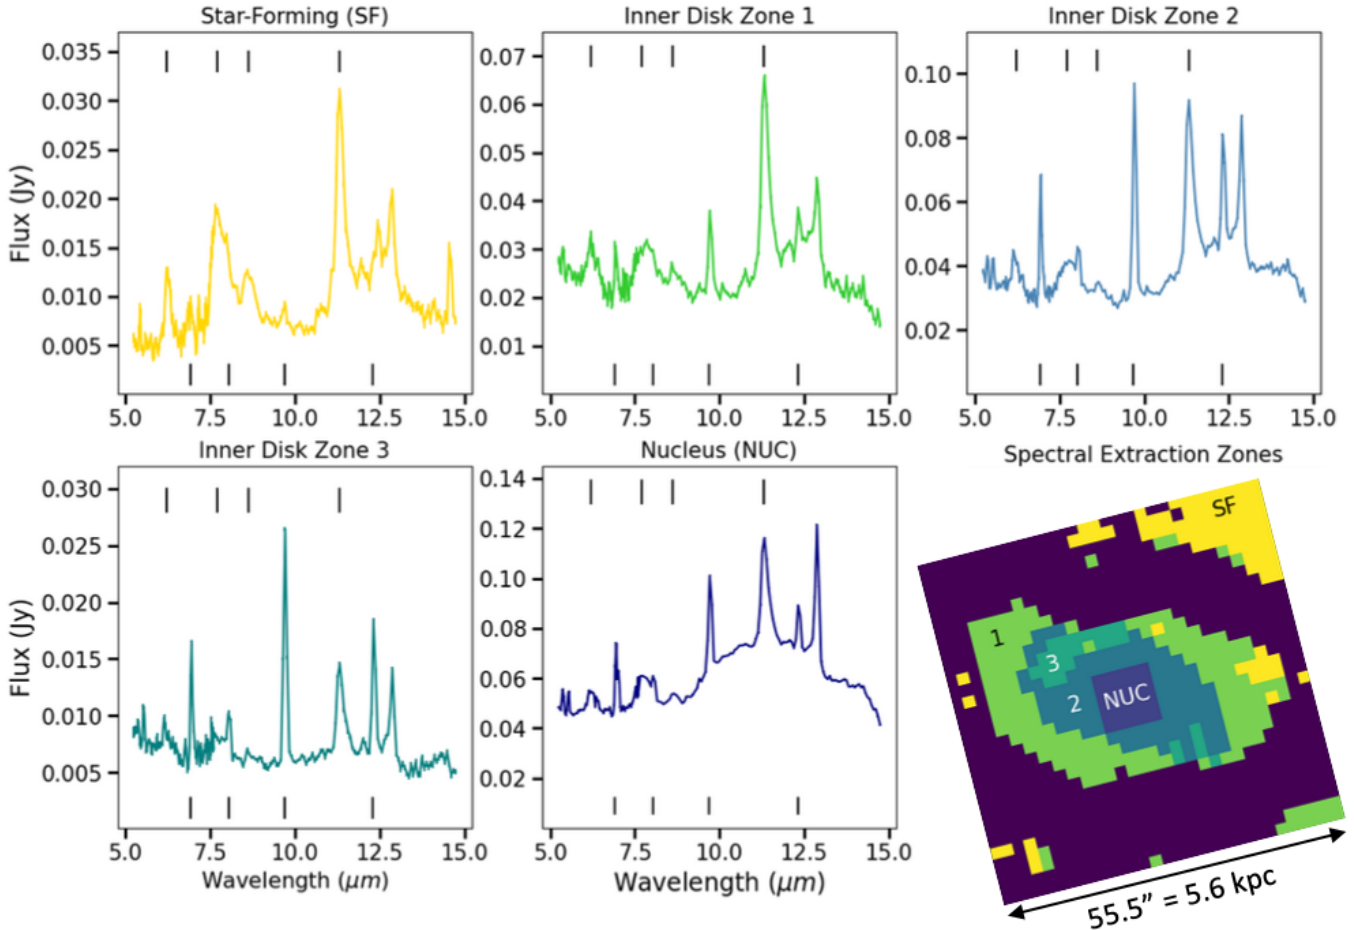 Star-Forming (SF)
Inner Disk Zone 1
Inner Disk Zone 2
0.035
0.030
0.025
0.020
0.015
0.010
0.005
Flux (Jy)
5.0 7.5 10.0 12.5 15.0
0.07
0.06
0.05
0.04
0.03
0.02
0.01
5.0 7.5 10.0 12.5 15.0
0.10
0.08
0.06
0.04
0.02
5.0 7.5 10.0 12.5 15.0
Inner Disk Zone 3
Nucleus (NUC)
Spectral Extraction Zones
0.030
0.025
0.020
0.015
0.010
0.005
Flux (Jy)
5.0 7.5 10.0 12.5 15.0
Wavelength (μm)
0.14
0.12
0.10
0.08
0.06
0.04
0.02
5.0 7.5 10.0 12.5 15.0
Wavelength (μm)
SF
1
3
2
NUC
55.5” = 5.6 kpc